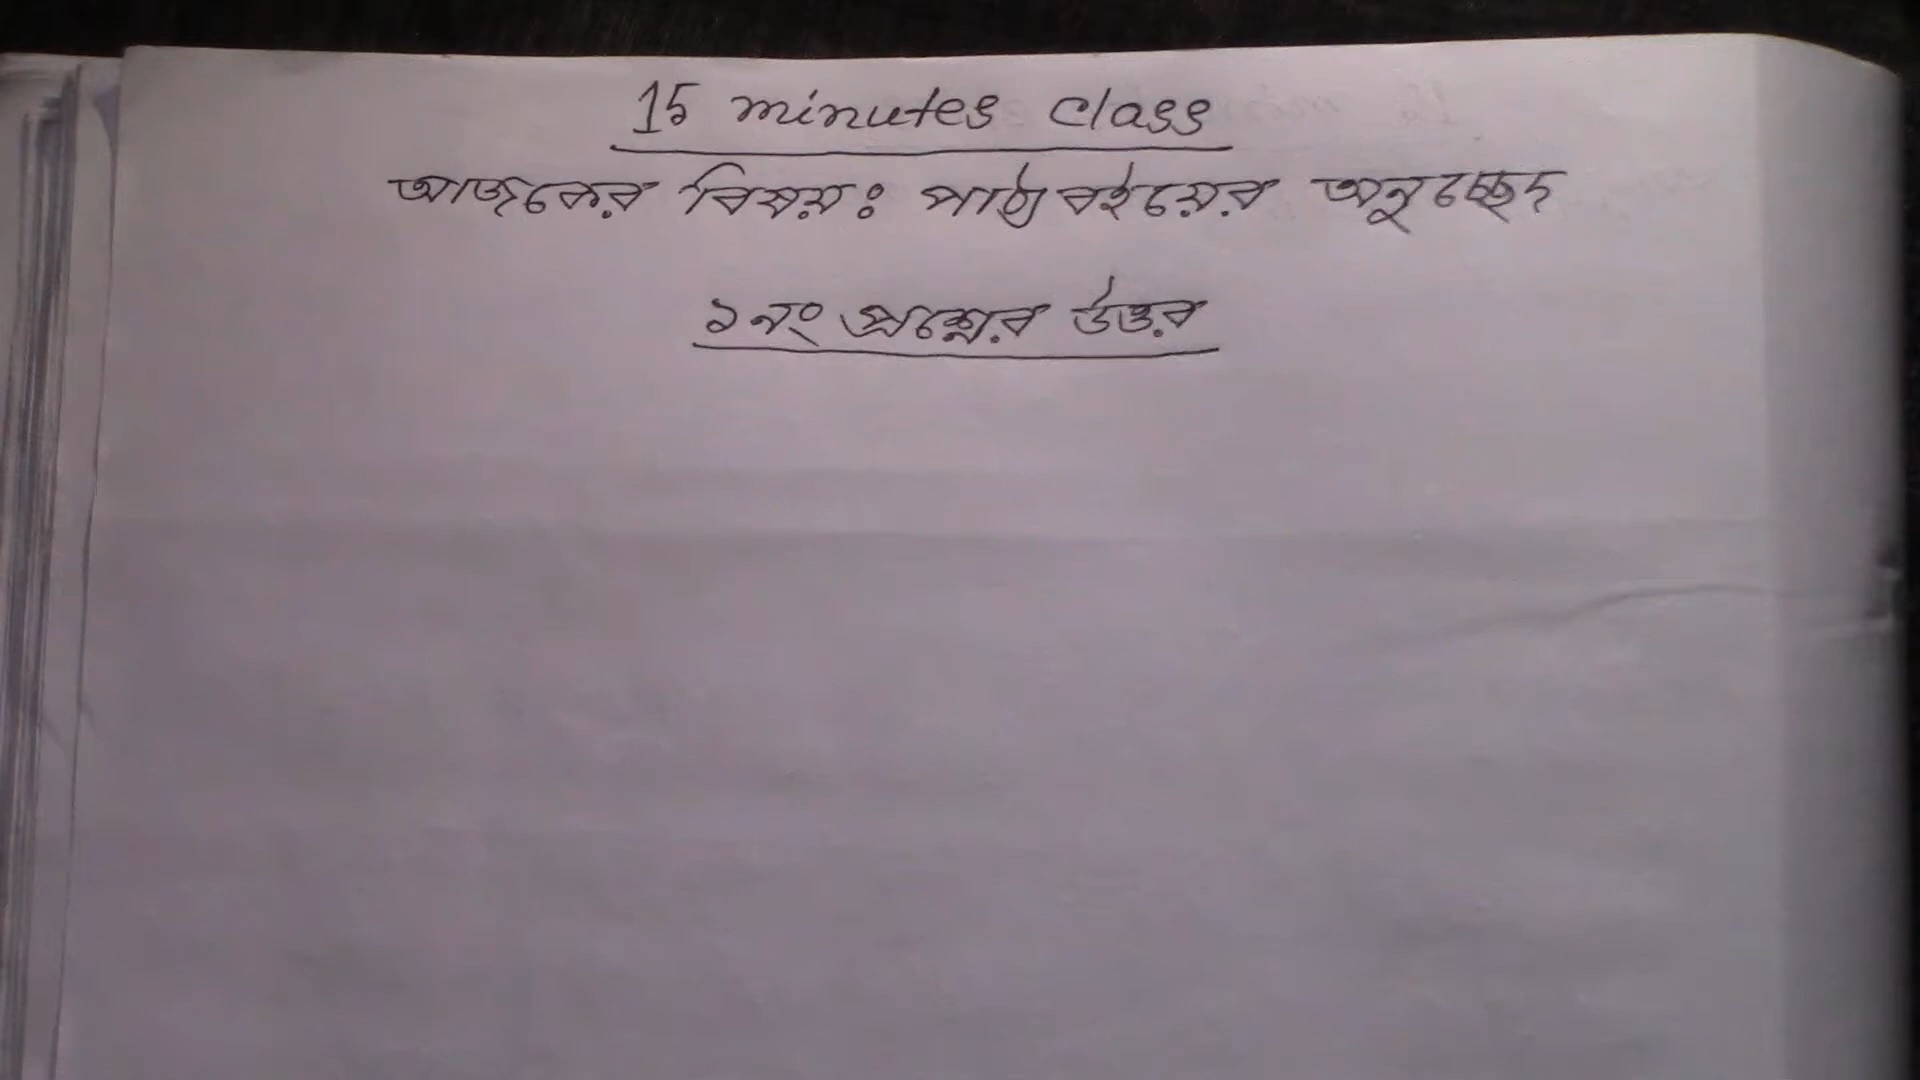 15 minutes class
আজকের বিষয়ঃ পাঠ্য বইয়ের অনুচ্ছেদ
১ নং প্রশ্নের উত্তর